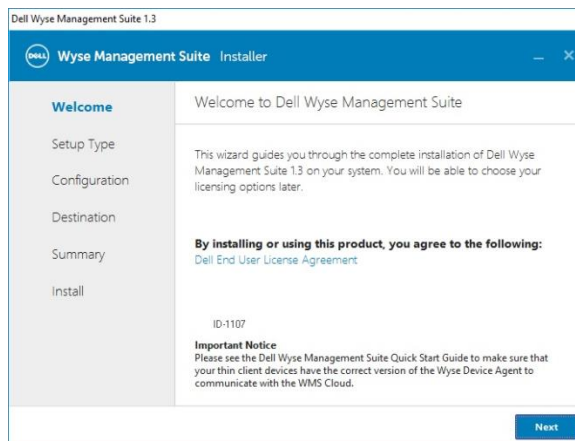 Dell Wyse Management Suite 1.3
DELL Wyse Management Suite Installer
Welcome
Setup Type
Configuration
Destination
Summary
Install
Welcome to Dell Wyse Management Suite
This wizard guides you through the complete installation of Dell Wyse
Management Suite 1.3 on your system. You will be able to choose your
licensing options later.
By installing or using this product, you agree to the following:
Dell End User License Agreement
ID-1107
Important Notice
Please see the Dell Wyse Management Suite Quick Start Guide to make sure that
your thin client devices have the correct version of the Wyse Device Agent to
communicate with the WMS Cloud.
Next